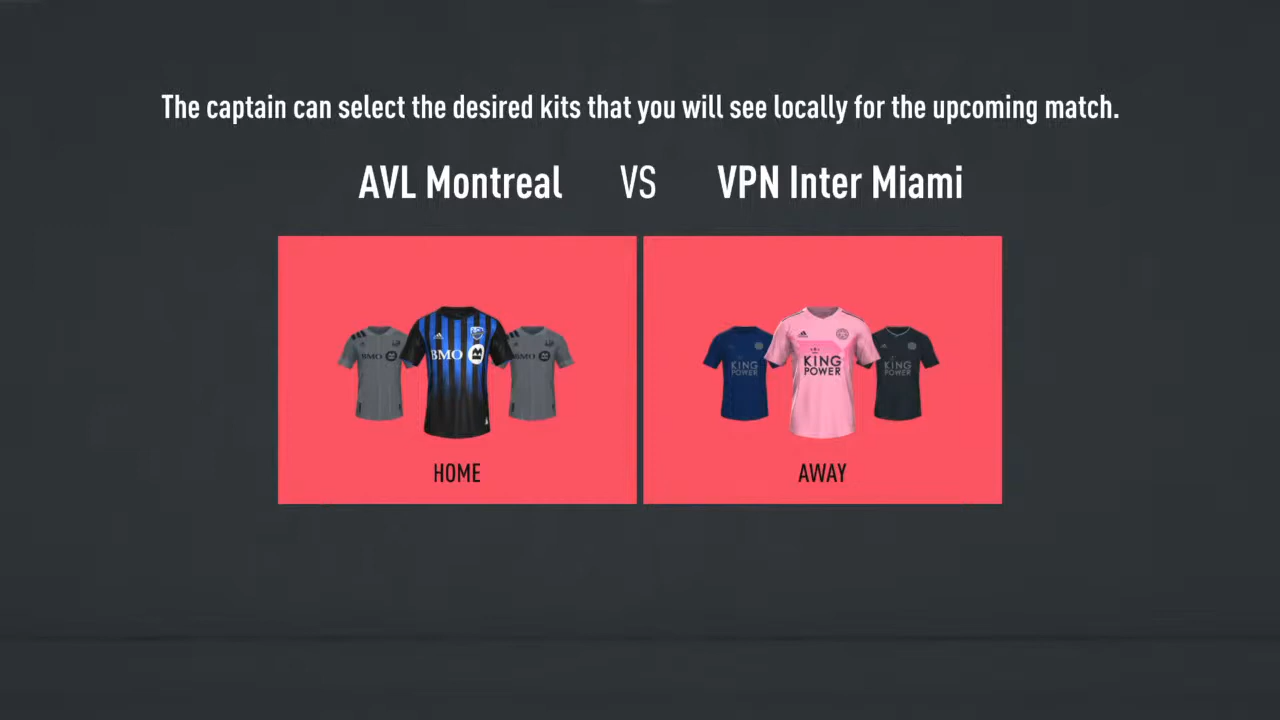 The captain can select the desired kits that you will see locally for the upcoming match.
AVL Montreal VS VPN Inter Miami
BMO BMO BMO
KING POWER KING POWER KING POWER
HOME AWAY